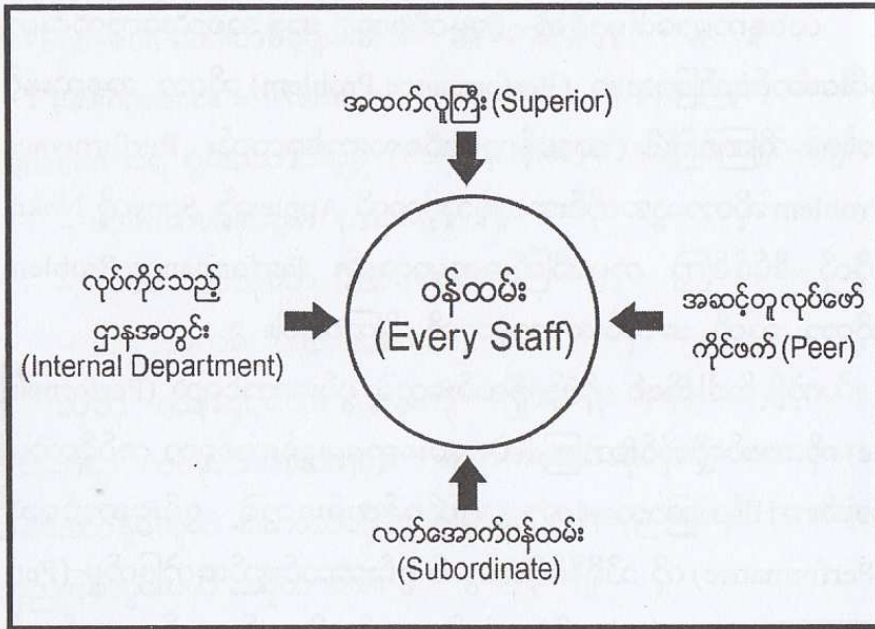 အထက်လူကြီး (Superior)
လုပ်ကိုင်သည့်
ဌာနအတွင်း
(Internal Department)
ဝန်ထမ်း
(Every Staff)
အဆင့်တူ လုပ်ဖော်
ကိုင်ဖက် (Peer)
လက်အောက်ဝန်ထမ်း
(Subordinate)